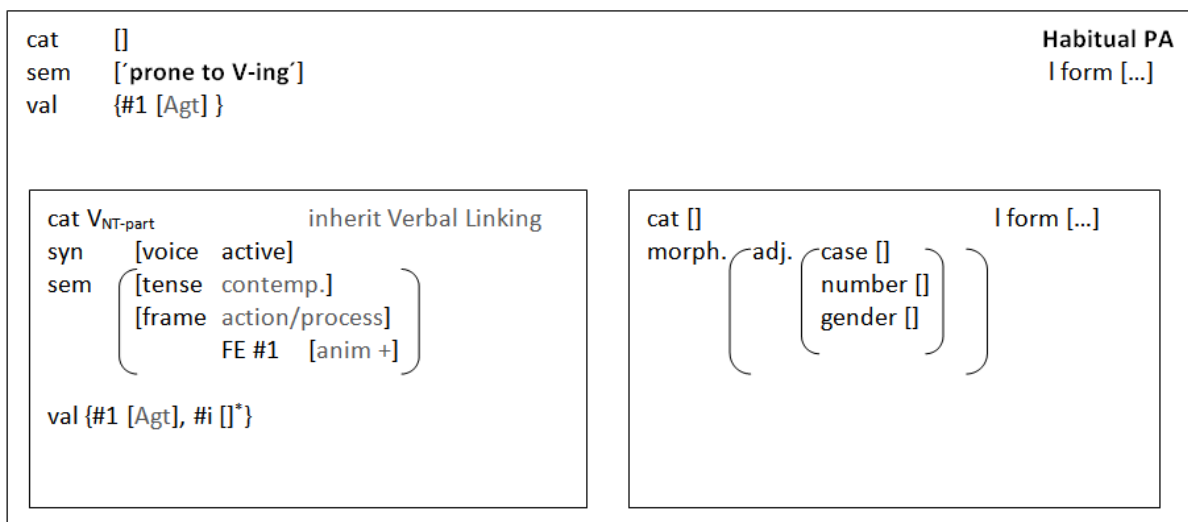 cat [] Habitual PA
sem [´prone to V-ing´] l form […]
val {#1 [Agt] }
cat V_NT-part inherit Verbal Linking
syn [voice active]
sem [tense contemp.]
[frame action/process]
FE #1 [anim +]
val {#1 [Agt], #i []*}
cat [] l form […]
morph. adj. case []
number []
gender []